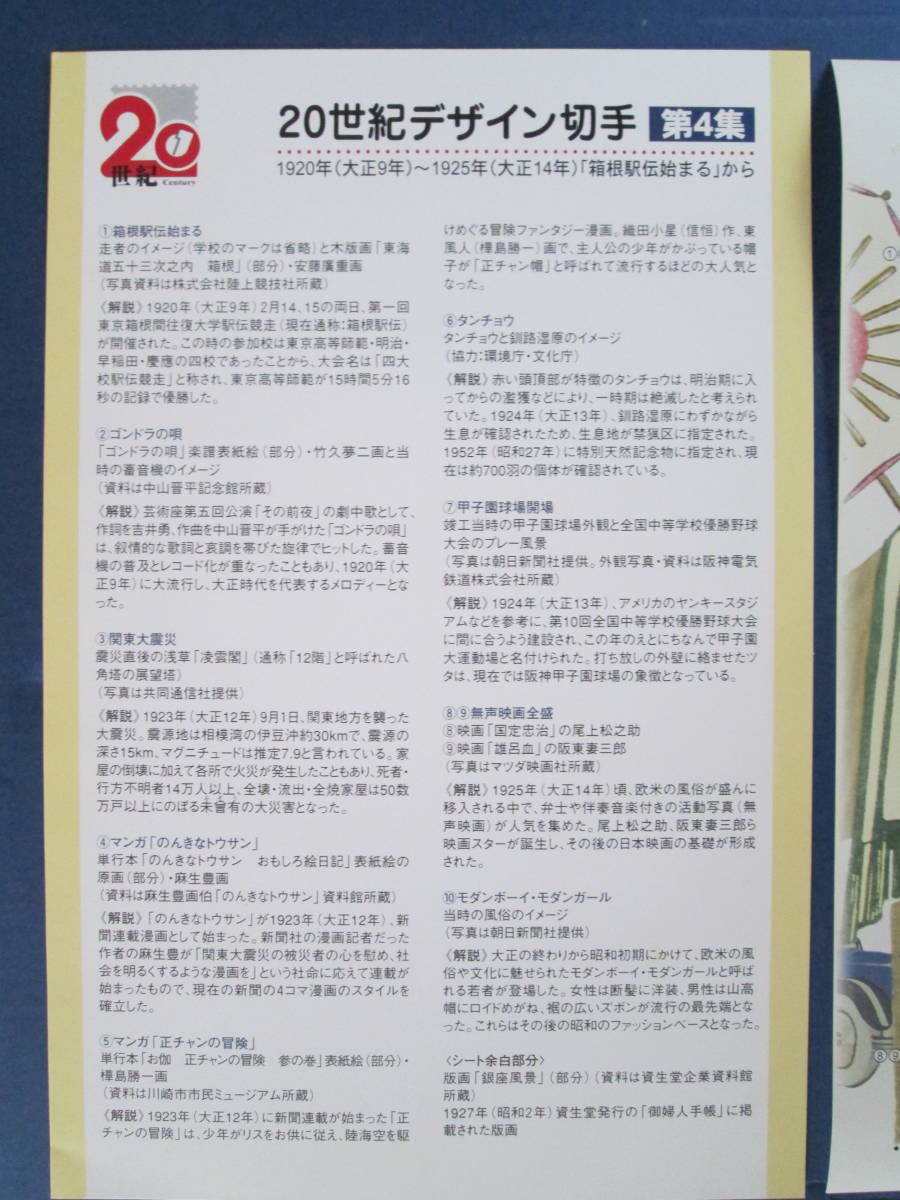 20
世紀
Century
20世紀デザイン切手 第4集
1920年(大正9年)～1925年(大正14年)「箱根駅伝始まる」から
①箱根駅伝始まる
走者のイメージ(学校のマークは省略)と木版画「東海
道五十三次之内　箱根」(部分)・安藤廣重画
(写真資料は株式会社陸上競技社所蔵)
《解説》1920年(大正9年)2月14、15の両日、第一回
東京箱根間往復大学駅伝競走(現在通称:箱根駅伝)
が開催された。この時の参加校は東京高等師範・明治・
早稲田・慶應の四校であったことから、大会名は「四大
校駅伝競走」と称され、東京高等師範が15時間5分16
秒の記録で優勝した。
②ゴンドラの唄
「ゴンドラの唄」楽譜表紙絵(部分)・竹久夢二画と当
時の蓄音機のイメージ
(資料は中山晋平記念館所蔵)
《解説》芸術座第五回公演「その前夜」の劇中歌として、
作詞を吉井勇、作曲を中山晋平が手がけた「ゴンドラの唄」
は、叙情的な歌詞と哀調を帯びた旋律でヒットした。蓄音
機の普及とレコード化が重なったこともあり、1920年(大
正9年)に大流行し、大正時代を代表するメロディーとな
った。
③関東大震災
震災直後の浅草「凌雲閣」(通称「12階」と呼ばれた八
角塔の展望塔)
(写真は共同通信社提供)
《解説》1923年(大正12年)9月1日、関東地方を襲った
大震災。震源地は相模湾の伊豆沖約30kmで、震源の
深さ15km、マグニチュードは推定7.9と言われている。家
屋の倒壊に加えて各所で火災が発生したこともあり、死者・
行方不明者14万人以上、全壊・流出・全焼家屋は50数
万戸以上にのぼる未曾有の大災害となった。
④マンガ「のんきなトウサン」
単行本「のんきなトウサン　おもしろ絵日記」表紙絵の
原画(部分)・麻生豊画
(資料は麻生豊画伯「のんきなトウサン」資料館所蔵)
《解説》「のんきなトウサン」が1923年(大正12年)、新
聞連載漫画として始まった。新聞社の漫画記者だった
作者の麻生豊が「関東大震災の被災者の心を慰め、社
会を明るくするような漫画を」という社命に応えて連載が
始まったもので、現在の新聞の4コマ漫画のスタイルを
確立した。
⑤マンガ「正チャンの冒険」
単行本「お伽　正チャンの冒険　参の巻」表紙絵(部分)・
樺島勝一画
(資料は川崎市市民ミュージアム所蔵)
《解説》1923年(大正12年)に新聞連載が始まった「正
チャンの冒険」は、少年がリスをお供に従え、陸海空を駆
けめぐる冒険ファンタジー漫画。織田小星(信恒)作、東
風人(樺島勝一)画で、主人公の少年がかぶっている帽
子が「正チャン帽」と呼ばれて流行するほどの大人気と
なった。
⑥タンチョウ
タンチョウと釧路湿原のイメージ
(協力:環境庁・文化庁)
《解説》赤い頭頂部が特徴のタンチョウは、明治期に入
ってからの濫獲などにより、一時期は絶滅したと考えられ
ていた。1924年(大正13年)、釧路湿原にわずかながら
生息が確認されたため、生息地が禁猟区に指定された。
1952年(昭和27年)に特別天然記念物に指定され、現
在は約700羽の個体が確認されている。
⑦甲子園球場開場
竣工当時の甲子園球場外観と全国中等学校優勝野球
大会のプレー風景
(写真は朝日新聞社提供。外観写真・資料は阪神電気
鉄道株式会社所蔵)
《解説》1924年(大正13年)、アメリカのヤンキースタジ
アムなどを参考に、第10回全国中等学校優勝野球大会
に間に合うよう建設され、この年のえとにちなんで甲子園
大運動場と名付けられた。打ち放しの外壁に絡ませたツ
タは、現在では阪神甲子園球場の象徴となっている。
⑧⑨無声映画全盛
⑧映画「国定忠治」の尾上松之助
⑨映画「雄呂血」の阪東妻三郎
(写真はマツダ映画社所蔵)
《解説》1925年(大正14年)頃、欧米の風俗が盛んに
移入される中で、弁士や伴奏音楽付きの活動写真(無
声映画)が人気を集めた。尾上松之助、阪東妻三郎ら
映画スターが誕生し、その後の日本映画の基礎が形成
された。
⑩モダンボーイ・モダンガール
当時の風俗のイメージ
(写真は朝日新聞社提供)
《解説》大正の終わりから昭和初期にかけて、欧米の風
俗や文化に魅せられたモダンボーイ・モダンガールと呼ば
れる若者が登場した。女性は断髪に洋装、男性は山高
帽にロイドめがね、裾の広いズボンが流行の最先端とな
った。これらはその後の昭和のファッションベースとなった。
〈シート余白部分〉
版画「銀座風景」(部分)(資料は資生堂企業資料館
所蔵)
1927年(昭和2年)資生堂発行の「御婦人手帳」に掲
載された版画
①
⑧⑨